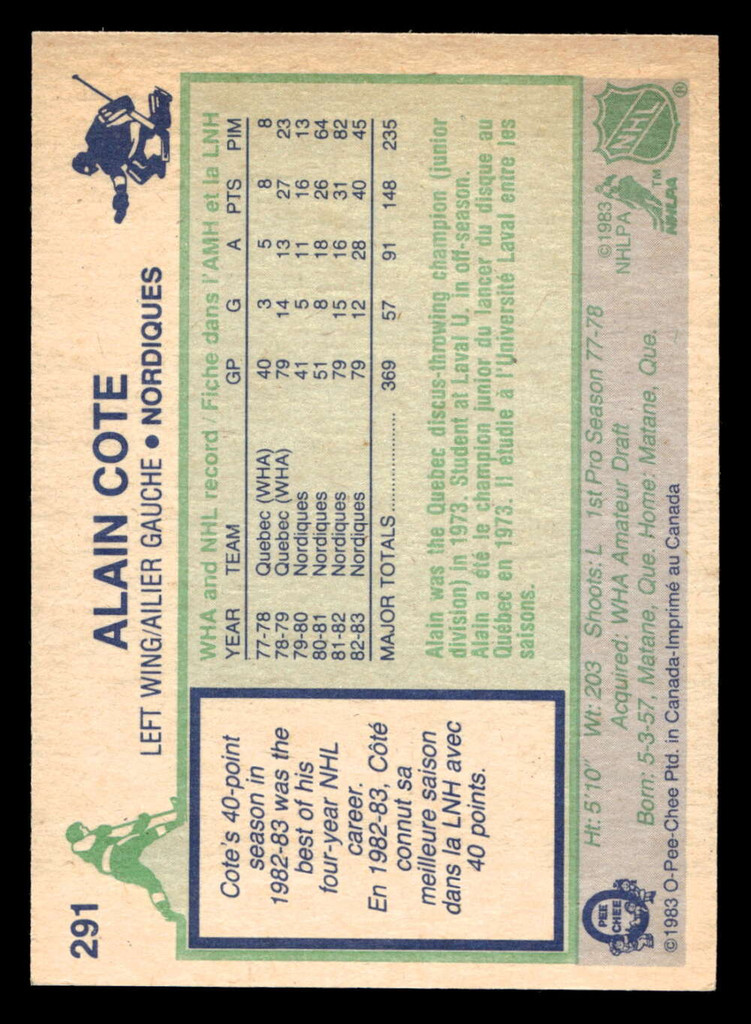 291
ALAIN COTE
LEFT WING/AILIER GAUCHE • NORDIQUES
Cote's 40-point
season in
1982-83 was the
best of his
four-year NHL
career.
En 1982-83, Côté
connut sa
meilleure saison
dans la LNH avec
40 points.
WHA and NHL record / Fiche dans l'AMH et la LNH
YEAR TEAM GP G A PTS PIM
77-78 Quebec (WHA) 40 3 5 8 8
78-79 Quebec (WHA) 79 14 13 27 23
79-80 Nordiques 41 5 11 16 13
80-81 Nordiques 51 8 18 26 64
81-82 Nordiques 79 15 16 31 82
82-83 Nordiques 79 12 28 40 45
MAJOR TOTALS .............. 369 57 91 148 235
Alain was the Quebec discus-throwing champion (junior
division) in 1973. Student at Laval U. in off-season.
Alain a été le champion junior du lancer du disque au
Québec en 1973. Il étudie à l'Université Laval entre les
saisons.
Ht: 5'10" Wt: 203 Shoots: L 1st Pro Season 77-78
Acquired: WHA Amateur Draft
Born: 5-3-57, Matane, Que. Home: Matane, Que.
©1983 O-Pee-Chee Ptd. in Canada-Imprimé au Canada
O
PEE
CHEE
©1983
NHLPA
NHLPA
TM
NHL
®